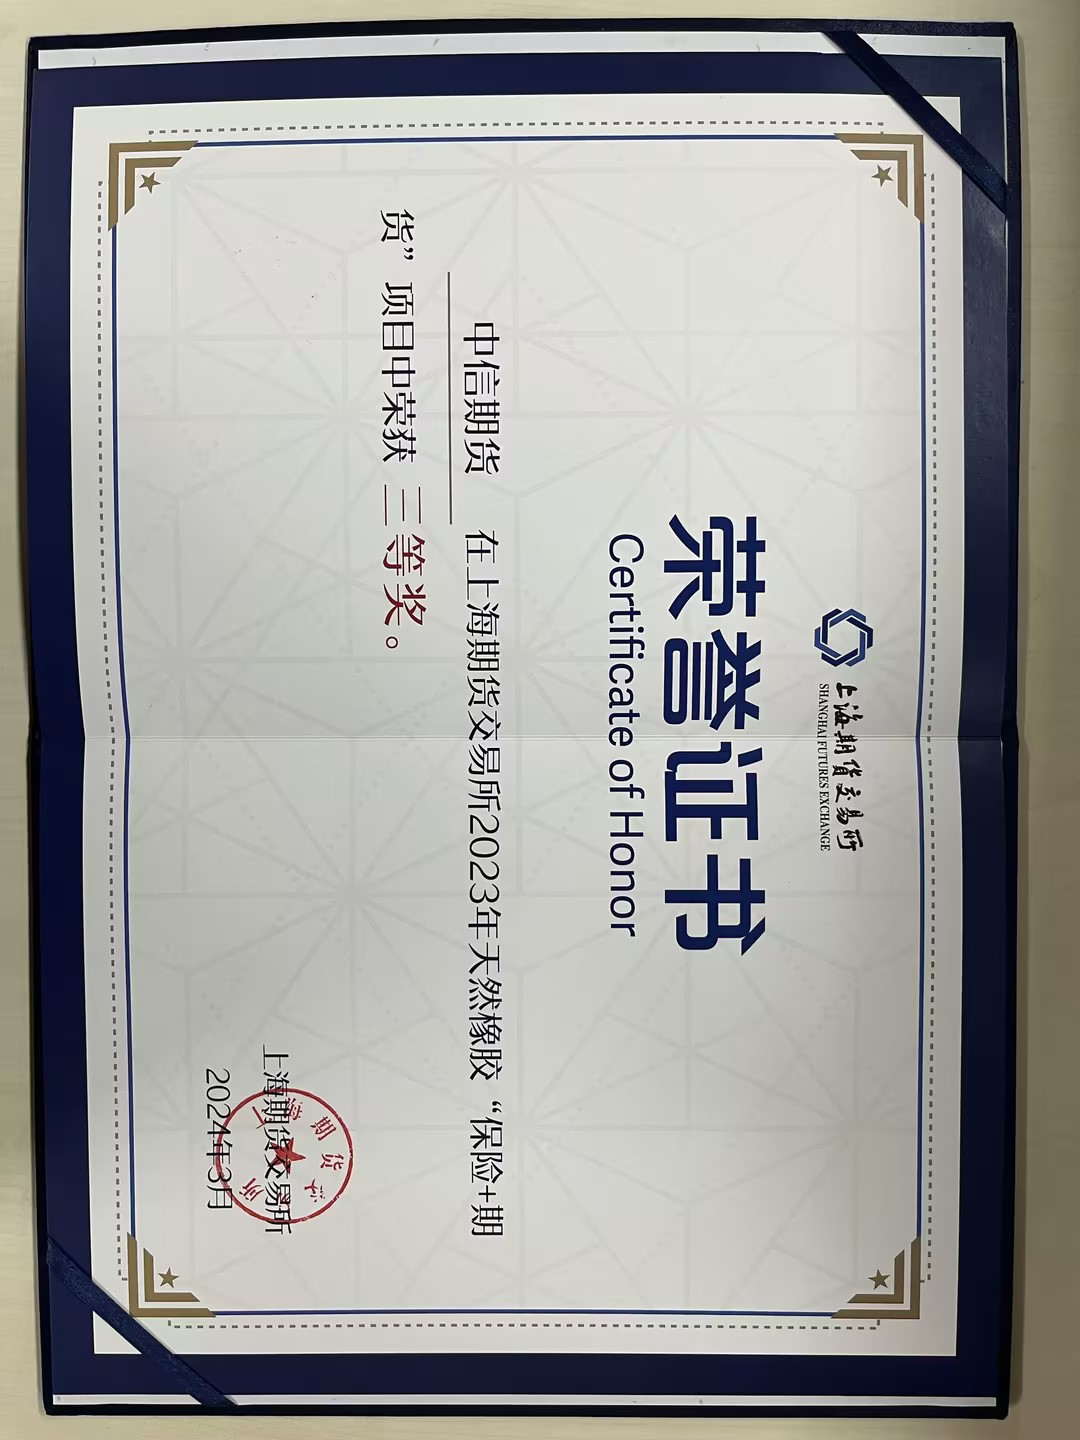 上海期货交易所
SHANGHAI FUTURES EXCHANGE
荣誉证书
Certificate of Honor
中信期货 在上海期货交易所2023年天然橡胶“保险+期
货”项目中荣获 三等奖。
上海期货交易所
2024年3月